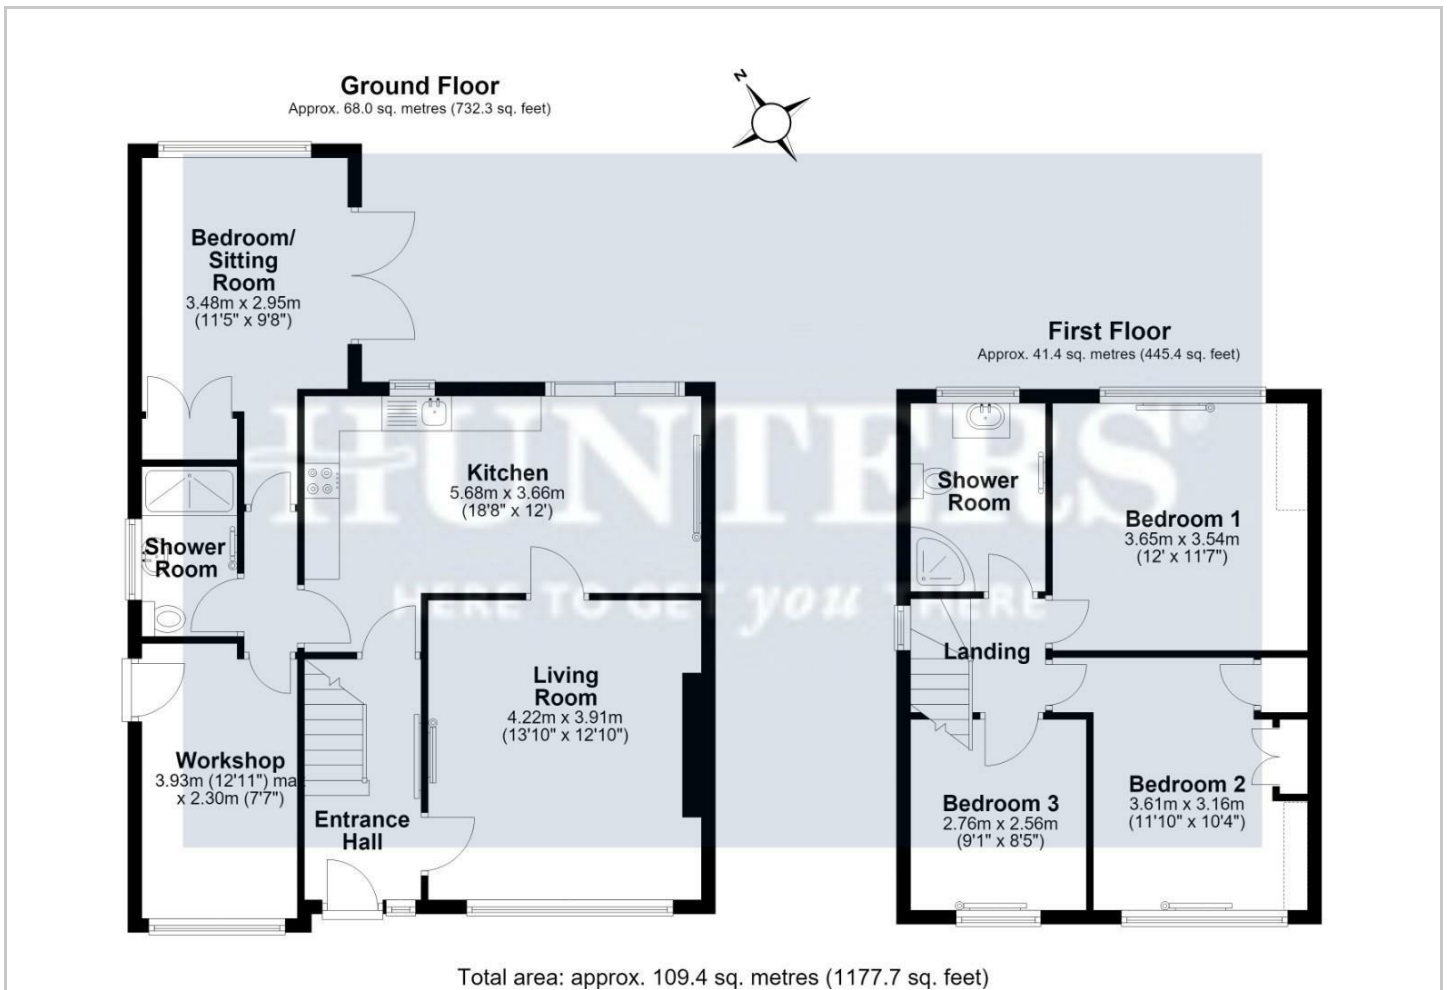 Ground Floor
Approx. 68.0 sq. metres (732.3 sq. feet)
N
Bedroom/
Sitting
Room
3.48m x 2.95m
(11'5" x 9'8")
Kitchen
5.68m x 3.66m
(18'8" x 12')
Shower
Room
Living
Room
4.22m x 3.91m
(13'10" x 12'10")
Workshop
3.93m (12'11") ma
x 2.30m (7'7")
Entrance
Hall
First Floor
Approx. 41.4 sq. metres (445.4 sq. feet)
Shower
Room
Bedroom 1
3.65m x 3.54m
(12' x 11'7")
Landing
Bedroom 2
3.61m x 3.16m
(11'10" x 10'4")
Bedroom 3
2.76m x 2.56m
(9'1" x 8'5")
HUNTERS®
HERE TO GET you THERE
Total area: approx. 109.4 sq. metres (1177.7 sq. feet)